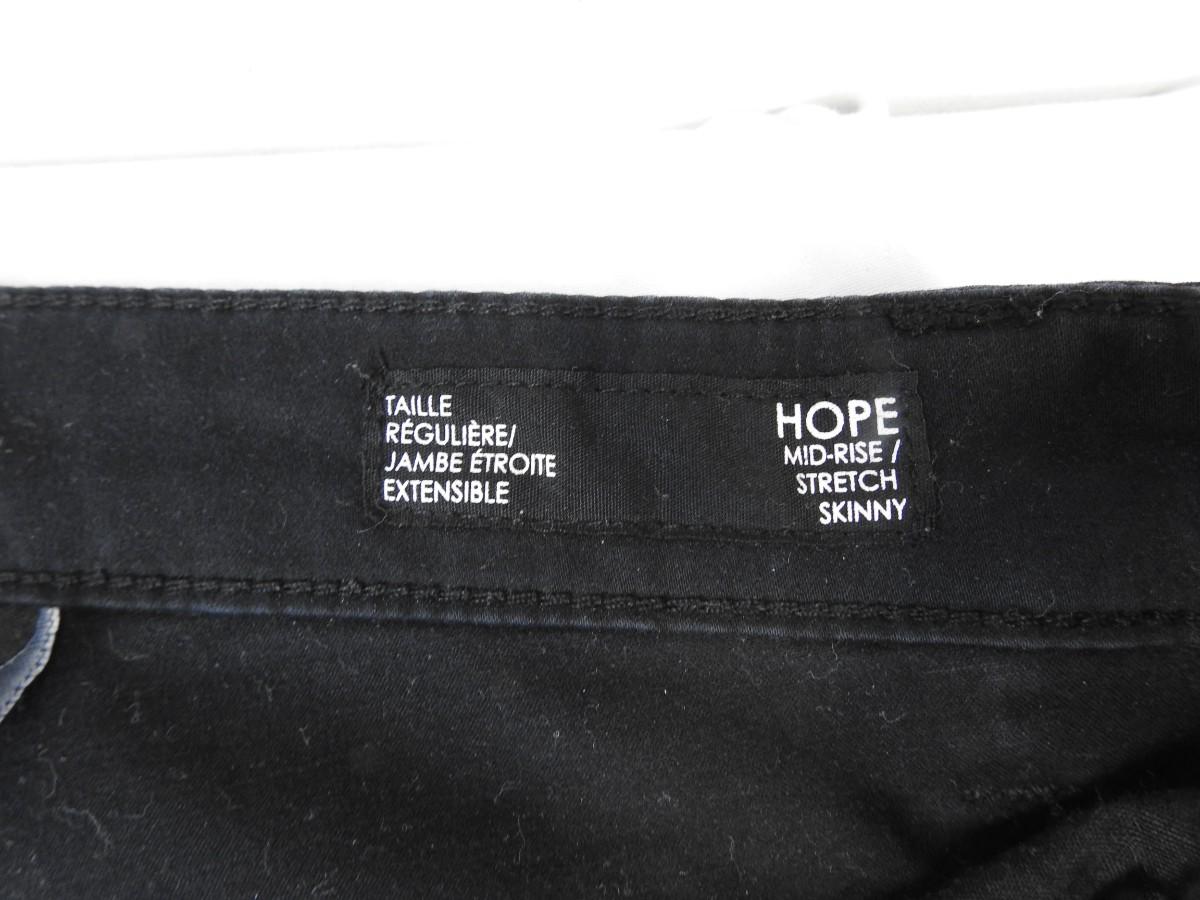 TAILLE
RÉGULIÈRE/
JAMBE ÉTROITE
EXTENSIBLE
HOPE
MID-RISE /
STRETCH
SKINNY